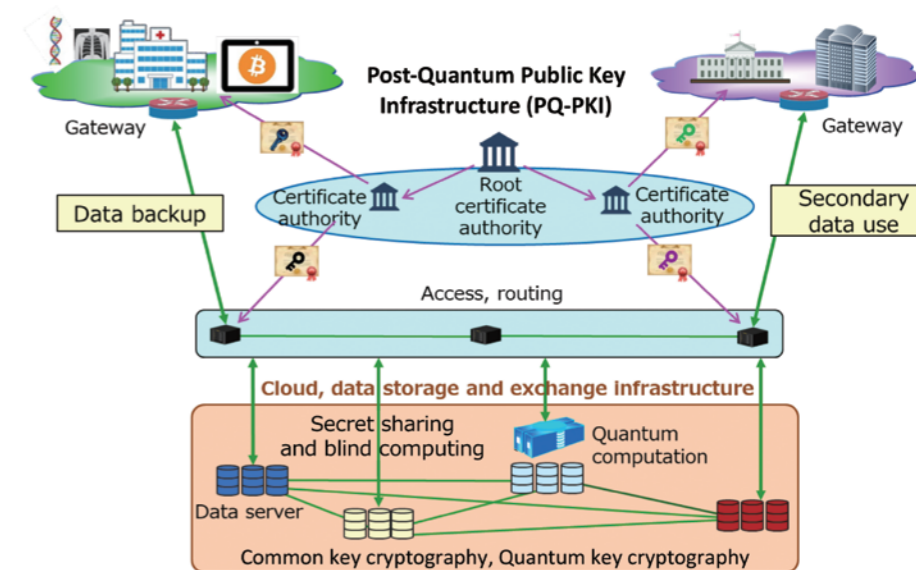 Post-Quantum Public Key
Infrastructure (PQ-PKI)
Gateway
Gateway
Certificate
authority
Root
certificate
authority
Certificate
authority
Data backup
Secondary
data use
Access, routing
Cloud, data storage and exchange infrastructure
Secret sharing
and blind computing
Quantum
computation
Data server
Common key cryptography, Quantum key cryptography